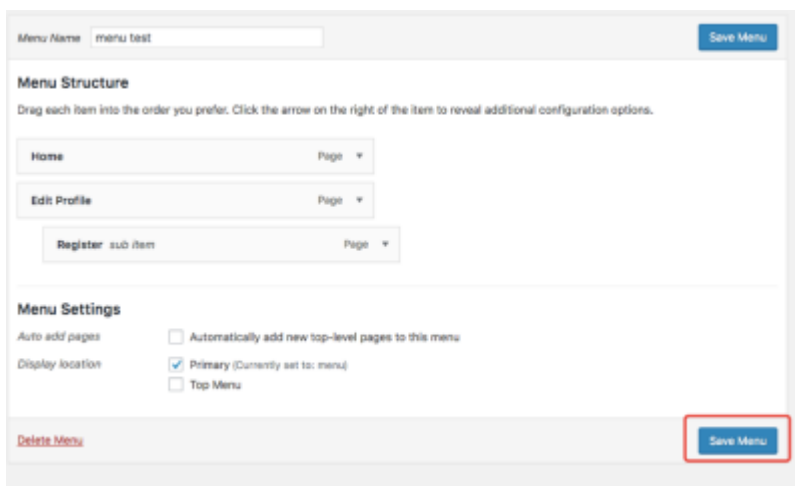 Menu Name menu test Save Menu
Menu Structure
Drag each item into the order you prefer. Click the arrow on the right of the item to reveal additional configuration options.
Home Page
Edit Profile Page
Register sub item Page
Menu Settings
Auto add pages Automatically add new top-level pages to this menu
Display location Primary (Currently set to: menu)
Top Menu
Delete Menu Save Menu